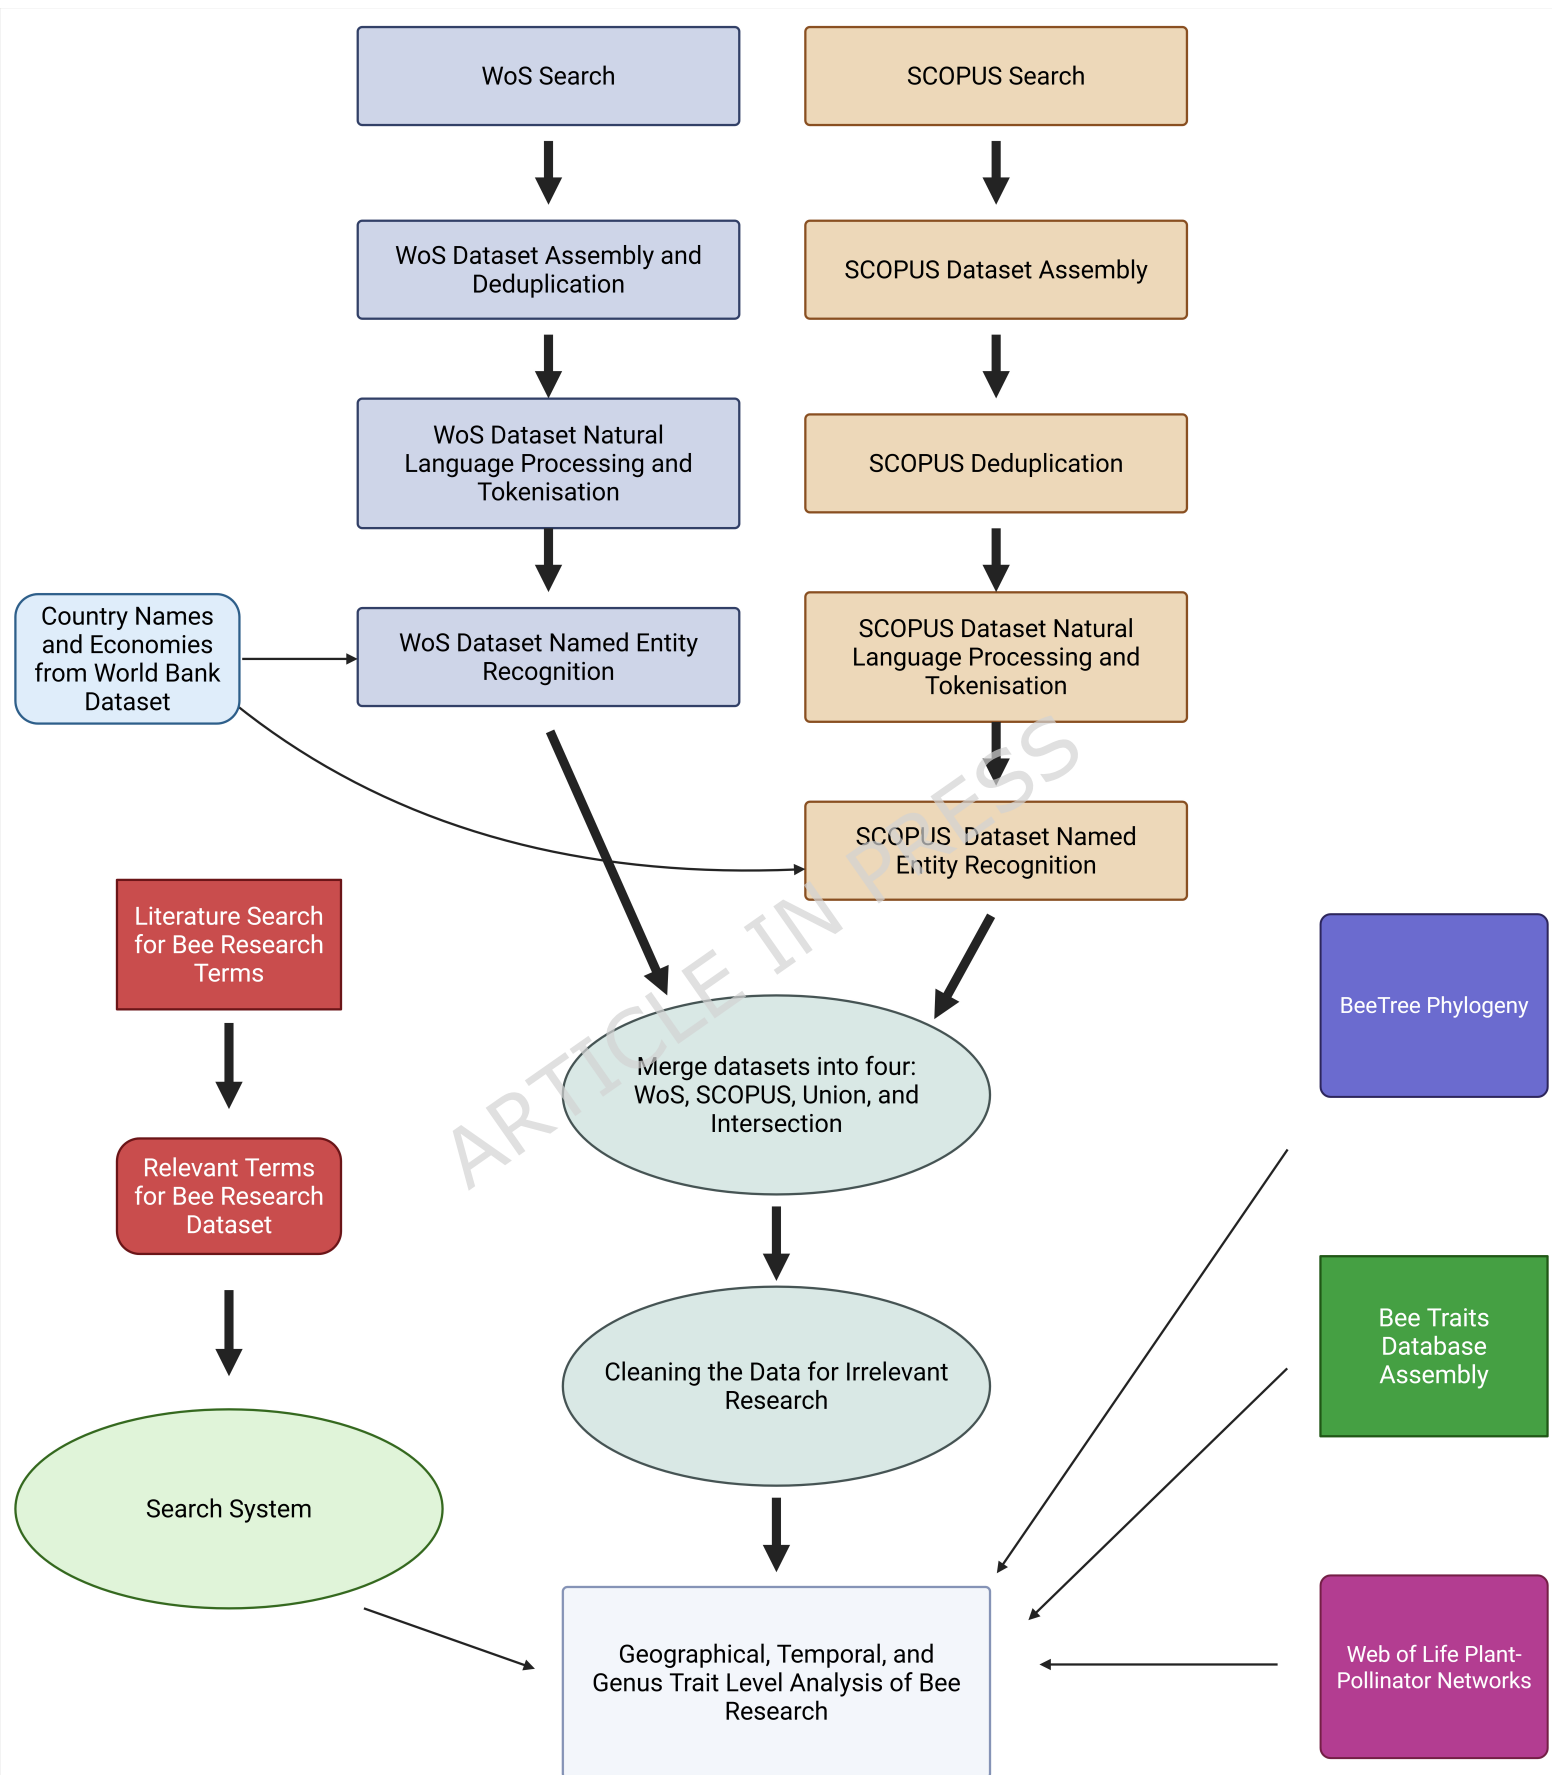 WoS Search
SCOPUS Search
WoS Dataset Assembly and
Deduplication
SCOPUS Dataset Assembly
WoS Dataset Natural
Language Processing and
Tokenisation
SCOPUS Deduplication
Country Names
and Economies
from World Bank
Dataset
WoS Dataset Named Entity
Recognition
SCOPUS Dataset Natural
Language Processing and
Tokenisation
SCOPUS Dataset Named
Entity Recognition
Literature Search
for Bee Research
Terms
BeeTree Phylogeny
ARTICLE IN PRESS
Merge datasets into four:
WoS, SCOPUS, Union, and
Intersection
Relevant Terms
for Bee Research
Dataset
Bee Traits
Database
Assembly
Cleaning the Data for Irrelevant
Research
Search System
Geographical, Temporal, and
Genus Trait Level Analysis of Bee
Research
Web of Life Plant-
Pollinator Networks